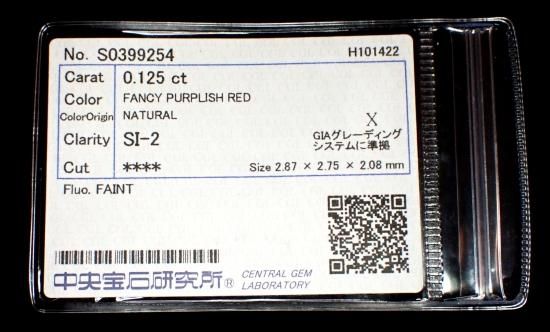 No. S0399254 H101422
Carat 0.125 ct
Color FANCY PURPLISH RED
ColorOrigin NATURAL
X
Clarity SI-2
GIAグレーディング
システムに準拠
Cut ****
Size 2.87 × 2.75 × 2.08 mm
Fluo. FAINT
中央宝石研究所® CENTRAL GEM
LABORATORY